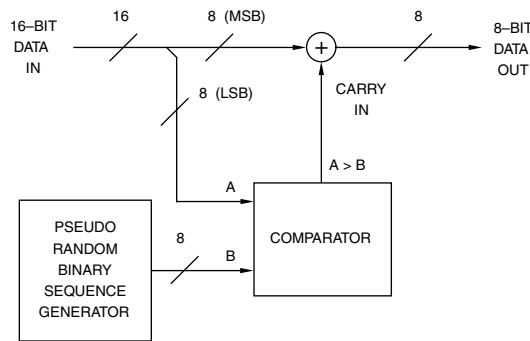 16–BIT
DATA
IN
16
8 (MSB)
8
8–BIT
DATA
OUT
+
8 (LSB)
CARRY
IN
A > B
A
COMPARATOR
PSEUDO
RANDOM
BINARY
SEQUENCE
GENERATOR
8
B